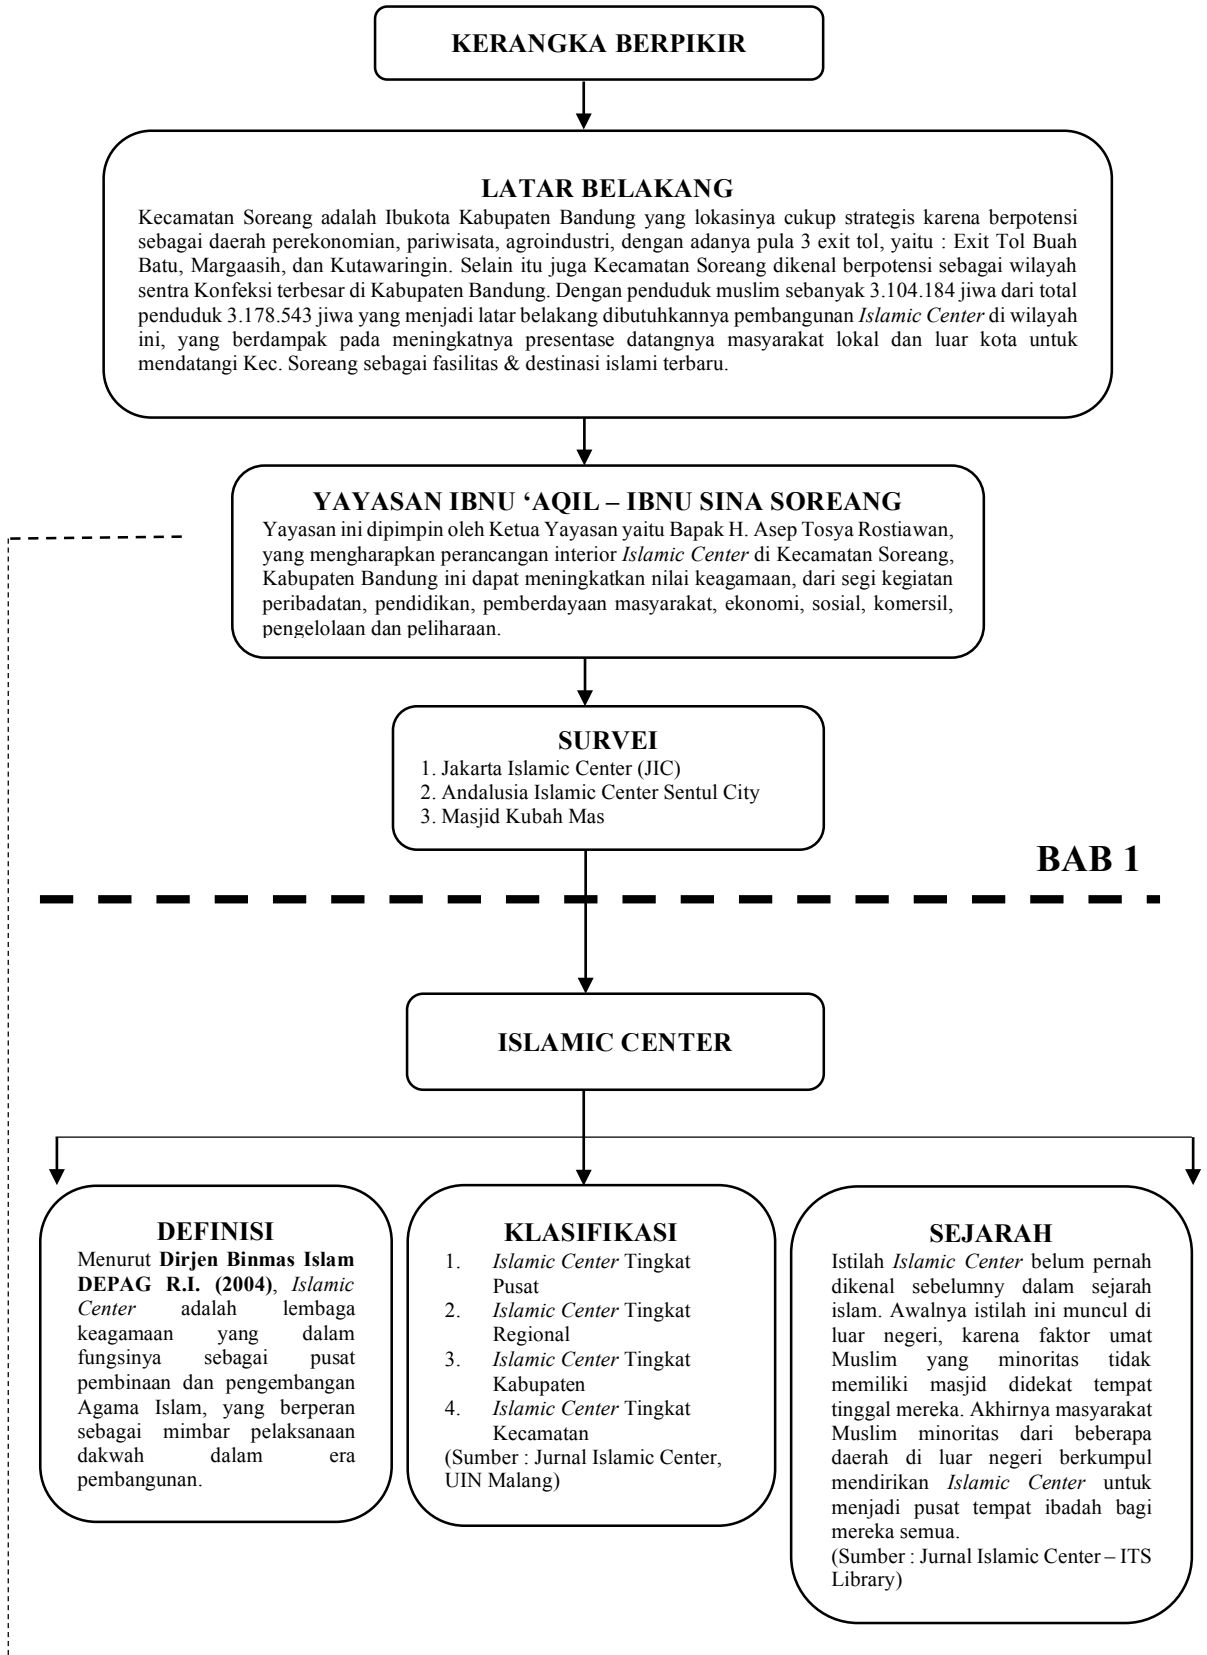 KERANGKA BERPIKIR
LATAR BELAKANG
Kecamatan Soreang adalah Ibukota Kabupaten Bandung yang lokasinya cukup strategis karena berpotensi
sebagai daerah perekonomian, pariwisata, agroindustri, dengan adanya pula 3 exit tol, yaitu : Exit Tol Buah
Batu, Margaasih, dan Kutawaringin. Selain itu juga Kecamatan Soreang dikenal berpotensi sebagai wilayah
sentra Konfeksi terbesar di Kabupaten Bandung. Dengan penduduk muslim sebanyak 3.104.184 jiwa dari total
penduduk 3.178.543 jiwa yang menjadi latar belakang dibutuhkannya pembangunan Islamic Center di wilayah
ini, yang berdampak pada meningkatnya presentase datangnya masyarakat lokal dan luar kota untuk
mendatangi Kec. Soreang sebagai fasilitas & destinasi islami terbaru.
YAYASAN IBNU ‘AQIL – IBNU SINA SOREANG
Yayasan ini dipimpin oleh Ketua Yayasan yaitu Bapak H. Asep Tosya Rostiawan,
yang mengharapkan perancangan interior Islamic Center di Kecamatan Soreang,
Kabupaten Bandung ini dapat meningkatkan nilai keagamaan, dari segi kegiatan
peribadatan, pendidikan, pemberdayaan masyarakat, ekonomi, sosial, komersil,
pengelolaan dan peliharaan.
SURVEI
1. Jakarta Islamic Center (JIC)
2. Andalusia Islamic Center Sentul City
3. Masjid Kubah Mas
BAB 1
ISLAMIC CENTER
DEFINISI
Menurut Dirjen Binmas Islam
DEPAG R.I. (2004), Islamic
Center adalah lembaga
keagamaan yang dalam
fungsinya sebagai pusat
pembinaan dan pengembangan
Agama Islam, yang berperan
sebagai mimbar pelaksanaan
dakwah dalam era
pembangunan.
KLASIFIKASI
1. Islamic Center Tingkat
Pusat
2. Islamic Center Tingkat
Regional
3. Islamic Center Tingkat
Kabupaten
4. Islamic Center Tingkat
Kecamatan
(Sumber : Jurnal Islamic Center,
UIN Malang)
SEJARAH
Istilah Islamic Center belum pernah
dikenal sebelumny dalam sejarah
islam. Awalnya istilah ini muncul di
luar negeri, karena faktor umat
Muslim yang minoritas tidak
memiliki masjid didekat tempat
tinggal mereka. Akhirnya masyarakat
Muslim minoritas dari beberapa
daerah di luar negeri berkumpul
mendirikan Islamic Center untuk
menjadi pusat tempat ibadah bagi
mereka semua.
(Sumber : Jurnal Islamic Center – ITS
Library)